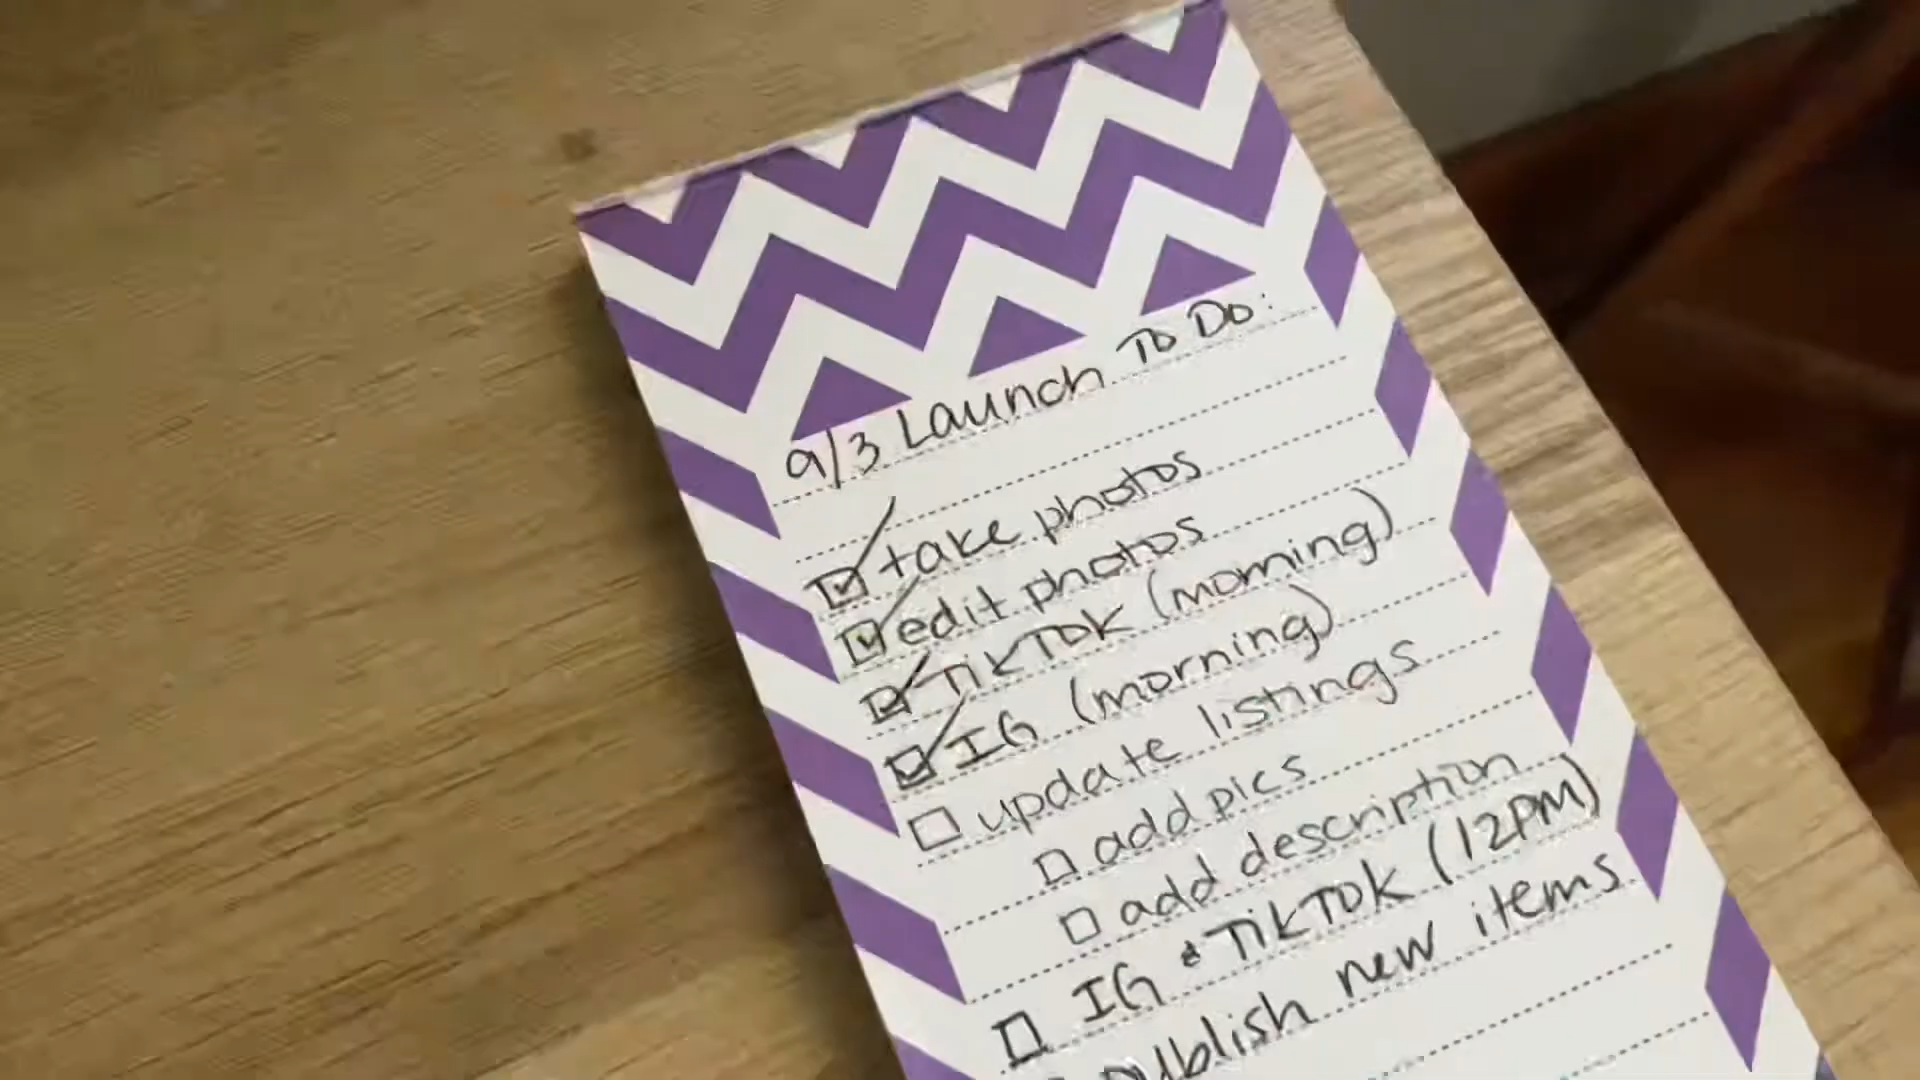 9/3 Launch To Do:
☑ take photos
☑ edit photos
☑ TikTok (morning)
☑ IG (morning)
☐ update listings
☐ add pics
☐ add description
☐ IG & TikTok (12PM)
publish new items